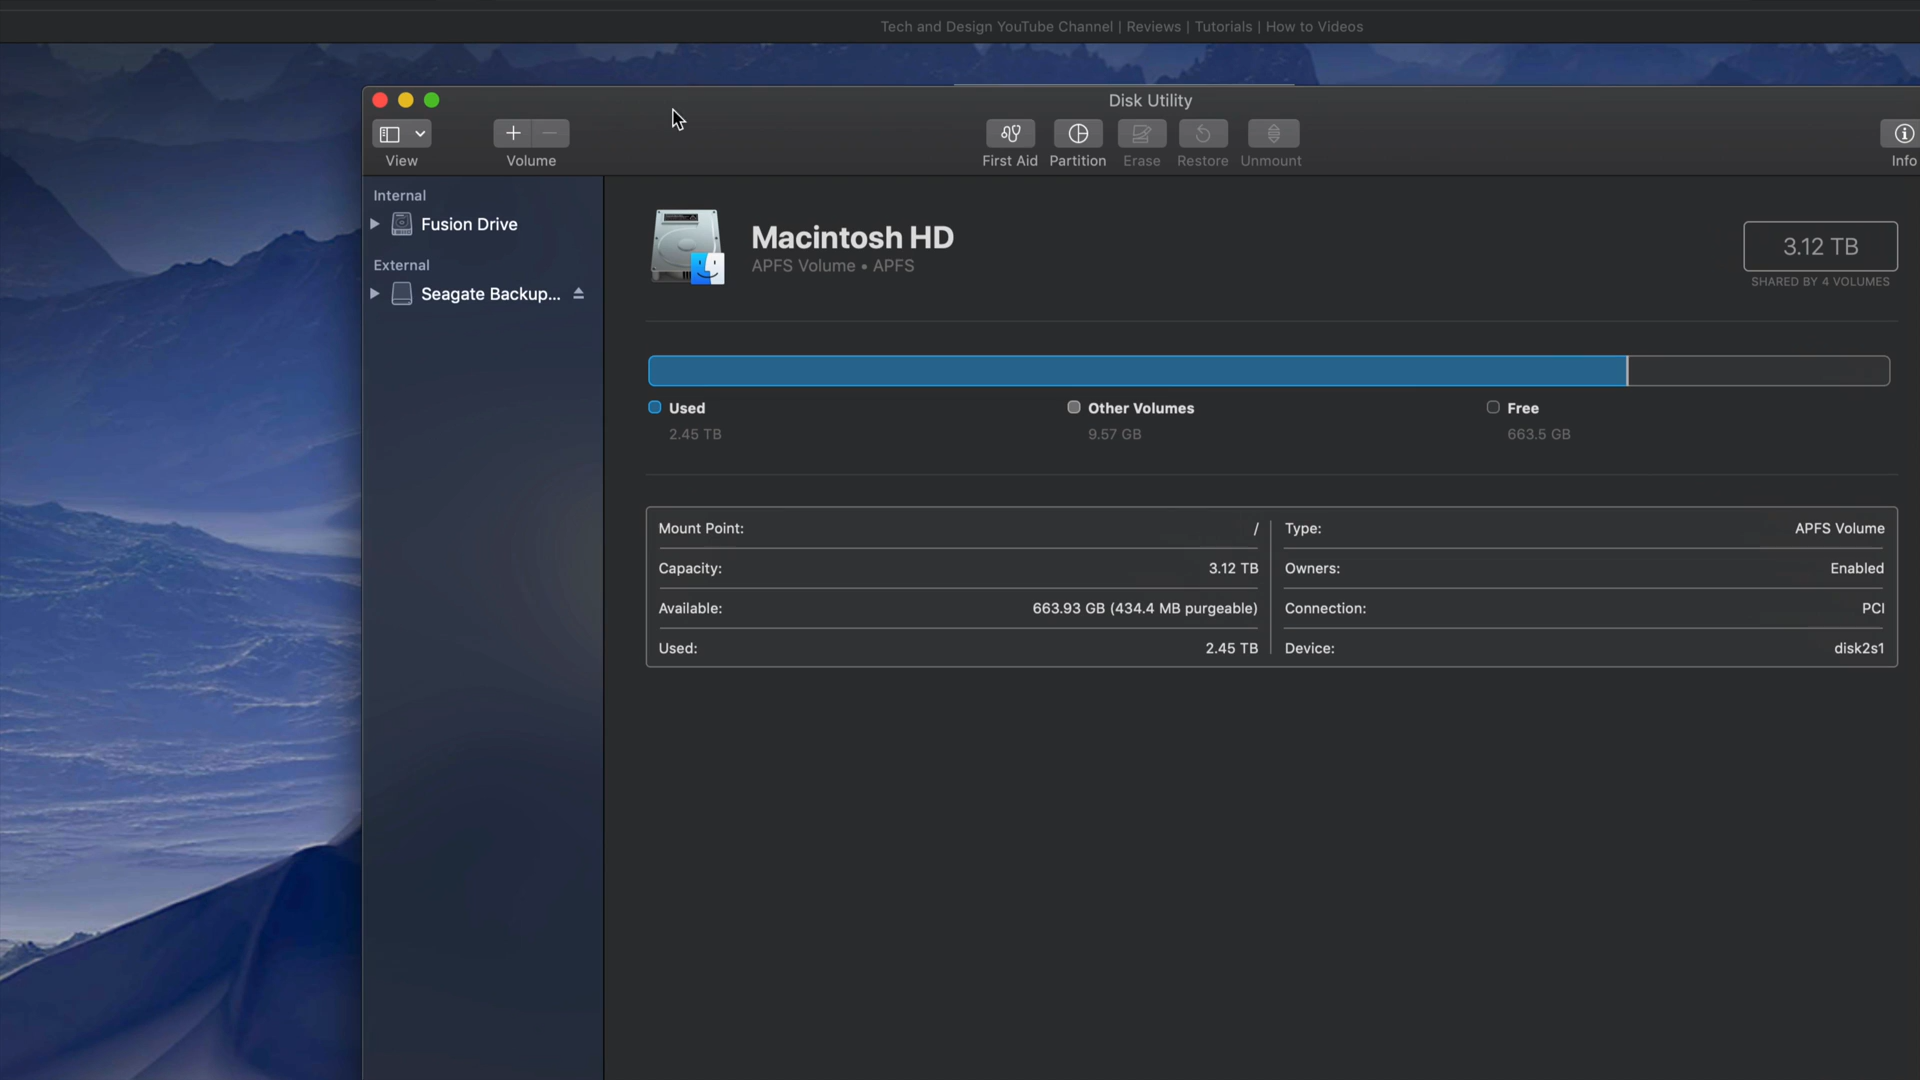 Tech and Design YouTube Channel | Reviews | Tutorials | How to Videos
Disk Utility
View
Volume
First Aid
Partition
Erase
Restore
Unmount
Info
Internal
Fusion Drive
External
Seagate Backup...
Macintosh HD
APFS Volume • APFS
3.12 TB
SHARED BY 4 VOLUMES
Used
2.45 TB
Other Volumes
9.57 GB
Free
663.5 GB
Mount Point: /
Capacity: 3.12 TB
Available: 663.93 GB (434.4 MB purgeable)
Used: 2.45 TB
Type: APFS Volume
Owners: Enabled
Connection: PCI
Device: disk2s1